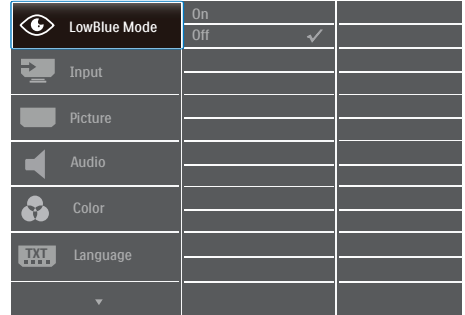 LowBlue Mode
On
Off
Input
Picture
Audio
Color
TXT
Language